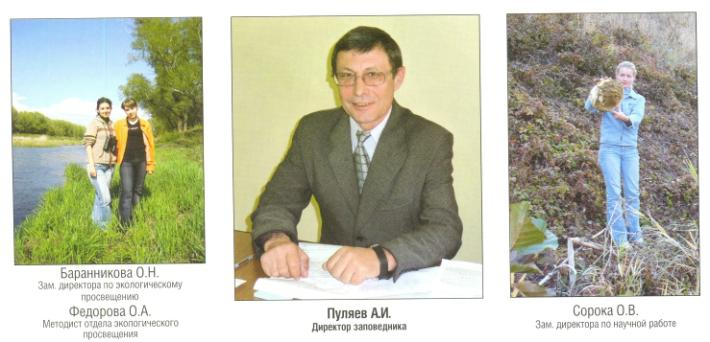 Баранникова О.Н.
Зам. директора по экологическому
просвещению
Федорова О.А.
Методист отдела экологического
просвещения
Пуляев А.И.
Директор заповедника
Сорока О.В.
Зам. директора по научной работе